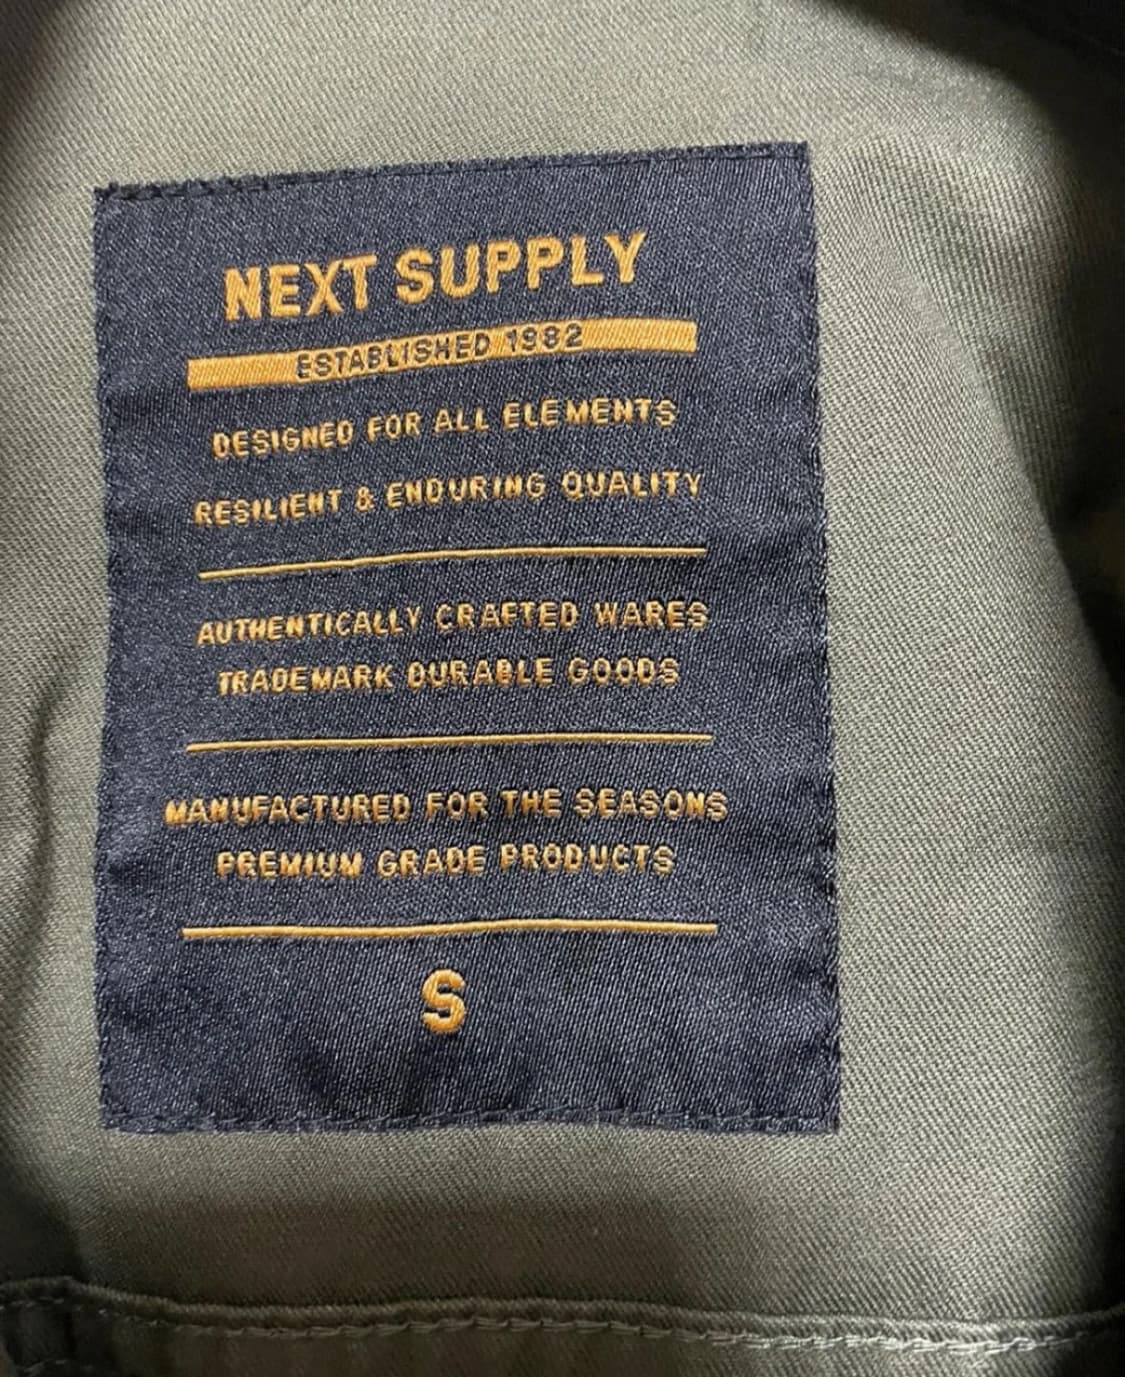 NEXT SUPPLY
ESTABLISHED 1982
DESIGNED FOR ALL ELEMENTS
RESILIENT & ENDURING QUALITY
AUTHENTICALLY CRAFTED WARES
TRADEMARK DURABLE GOODS
MANUFACTURED FOR THE SEASONS
PREMIUM GRADE PRODUCTS
S